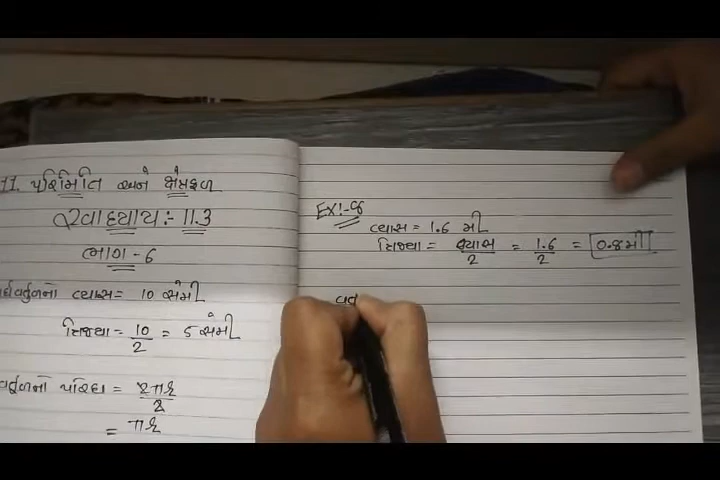 11. પરિમિતિ અને ક્ષેત્રફળ
સ્વાધ્યાય :- 11.3
ભાગ - 6
વર્તુળનો વ્યાસ = 10 સેમી
ત્રિજ્યા = 10/2 = 5 સેમી
વર્તુળનો પરિઘ = 2πr/2
= πr
Ex:-8
વ્યાસ = 1.6 મી
ત્રિજ્યા = વ્યાસ/2 = 1.6/2 = 0.8મી